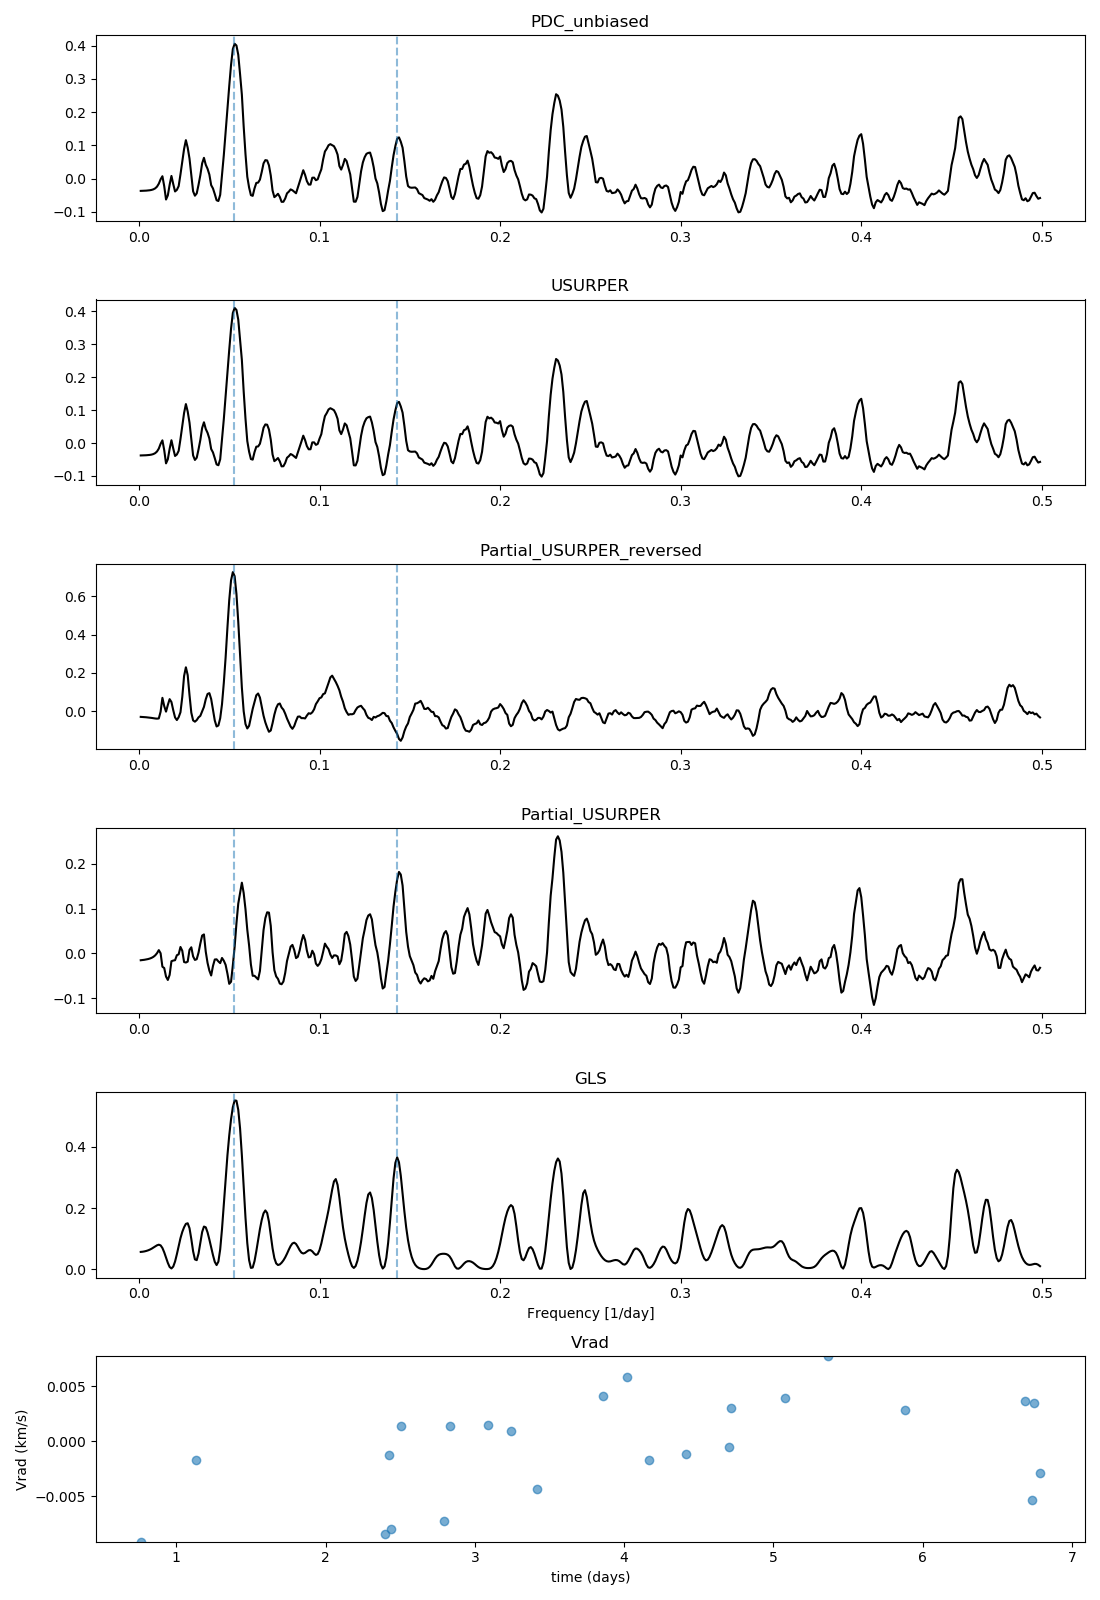 PDC_unbiased
0.4
0.3
0.2
0.1
0.0
−0.1
0.0 0.1 0.2 0.3 0.4 0.5
USURPER
0.4
0.3
0.2
0.1
0.0
−0.1
0.0 0.1 0.2 0.3 0.4 0.5
Partial_USURPER_reversed
0.6
0.4
0.2
0.0
0.0 0.1 0.2 0.3 0.4 0.5
Partial_USURPER
0.2
0.1
0.0
−0.1
0.0 0.1 0.2 0.3 0.4 0.5
GLS
0.4
0.2
0.0
0.0 0.1 0.2 0.3 0.4 0.5
Frequency [1/day]
Vrad
Vrad (km/s)
0.005
0.000
−0.005
1 2 3 4 5 6 7
time (days)